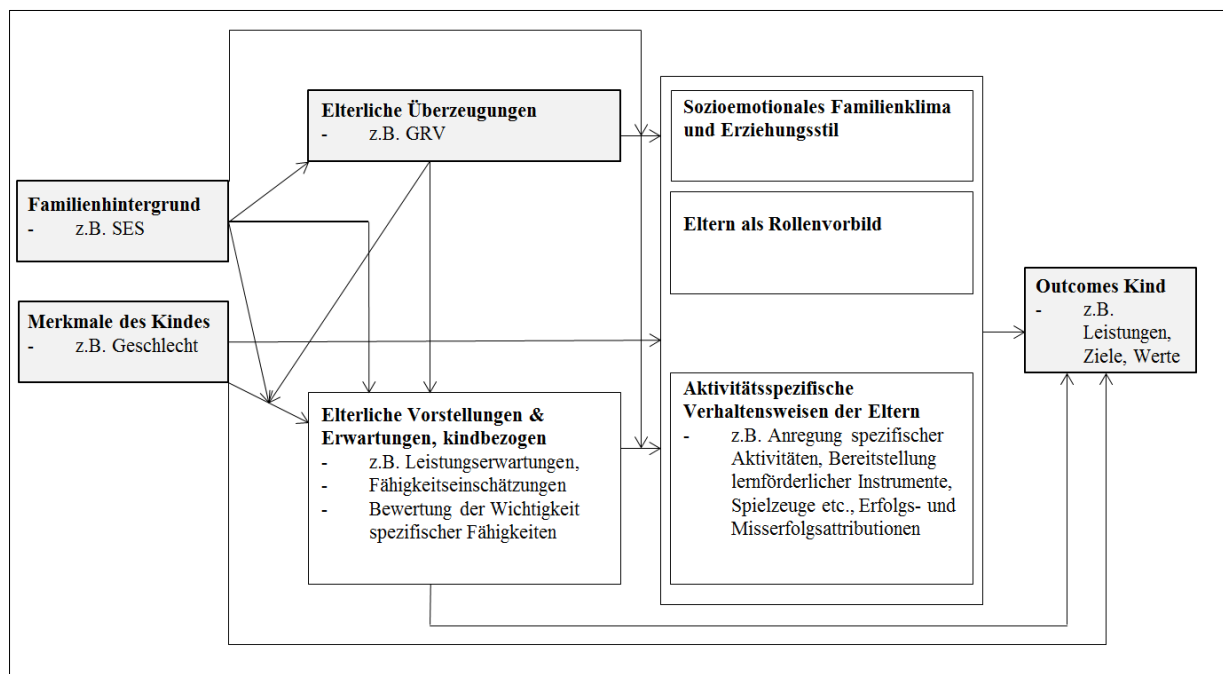 Elterliche Überzeugungen
- z.B. GRV
Familienhintergrund
- z.B. SES
Merkmale des Kindes
- z.B. Geschlecht
Elterliche Vorstellungen &
Erwartungen, kindbezogen
- z.B. Leistungserwartungen,
- Fähigkeitseinschätzungen
- Bewertung der Wichtigkeit
spezifischer Fähigkeiten
Sozioemotionales Familienklima
und Erziehungsstil
Eltern als Rollenvorbild
Aktivitätsspezifische
Verhaltensweisen der Eltern
- z.B. Anregung spezifischer
Aktivitäten, Bereitstellung
lernförderlicher Instrumente,
Spielzeuge etc., Erfolgs- und
Misserfolgsattributionen
Outcomes Kind
- z.B.
Leistungen,
Ziele, Werte